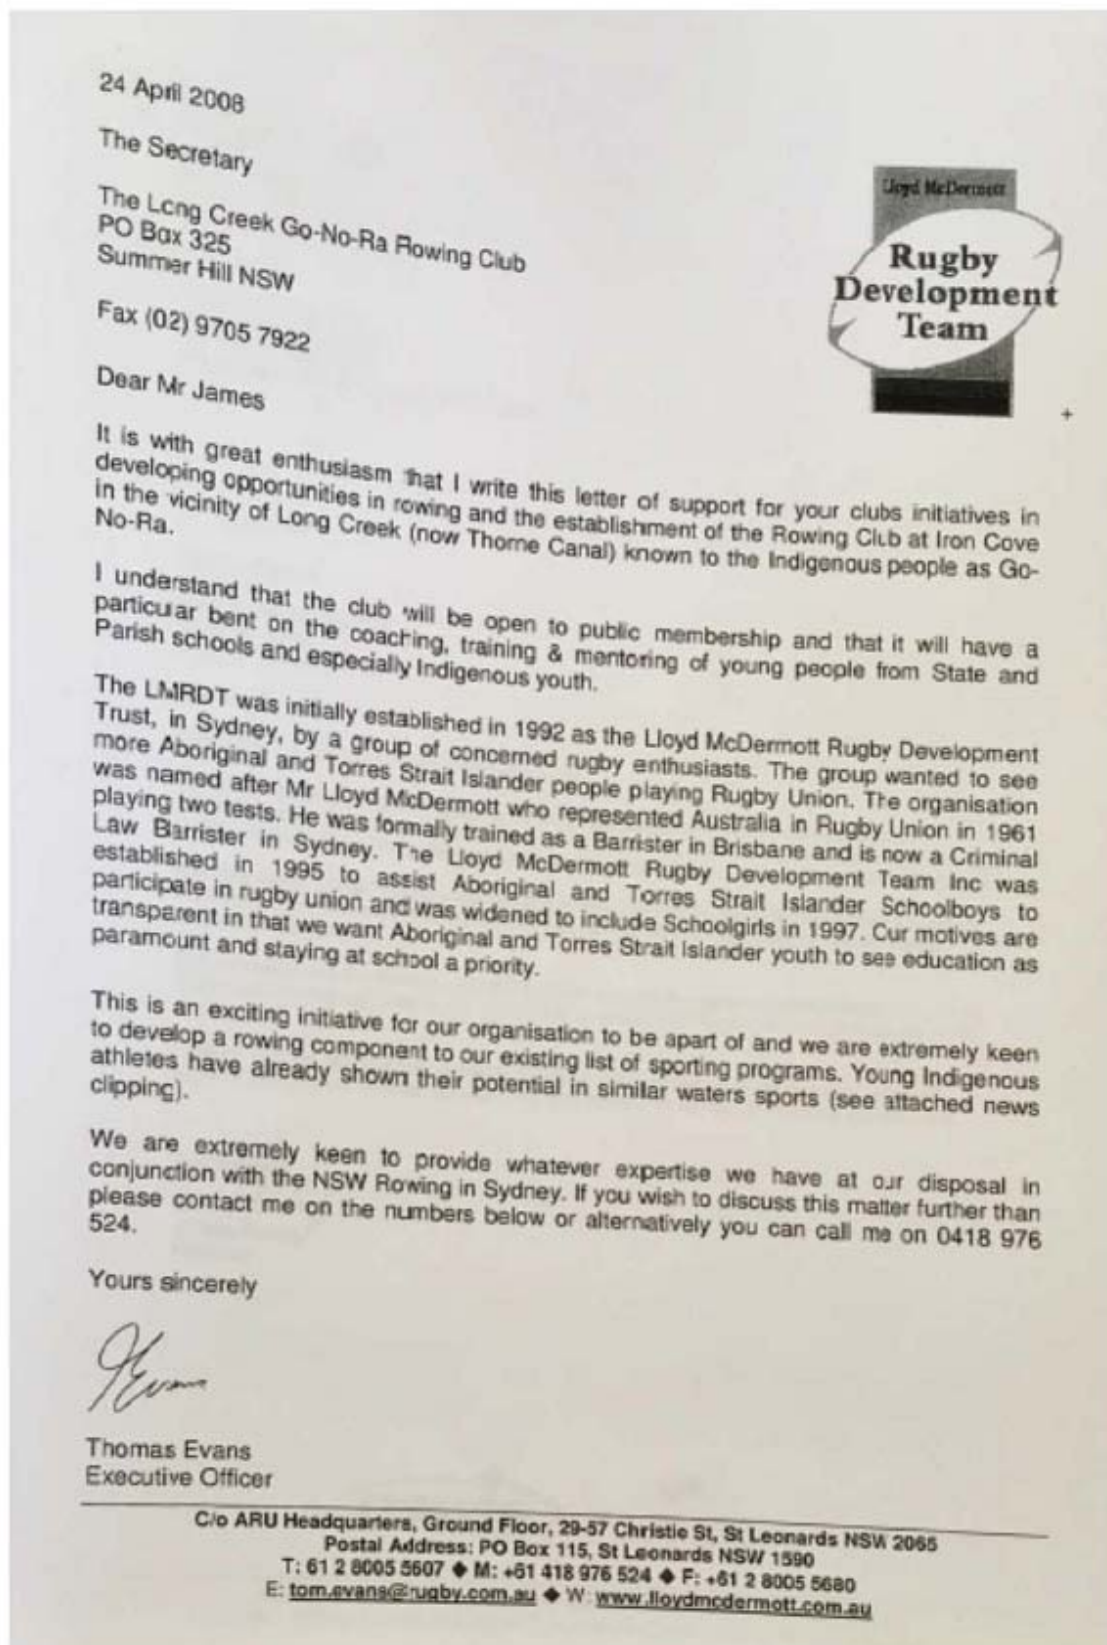 24 April 2008
The Secretary
The Long Creek Go-No-Ra Rowing Club
PO Box 325
Summer Hill NSW
Fax (02) 9705 7922
Dear Mr James
Lloyd McDermott
Rugby
Development
Team
It is with great enthusiasm that I write this letter of support for your clubs initiatives in
developing opportunities in rowing and the establishment of the Rowing Club at Iron Cove
in the vicinity of Long Creek (now Thorne Canal) known to the Indigenous people as Go-
No-Ra.
I understand that the club will be open to public membership and that it will have a
particular bent on the coaching, training & mentoring of young people from State and
Parish schools and especially Indigenous youth.
The LMRDT was initially established in 1992 as the Lloyd McDermott Rugby Development
Trust, in Sydney, by a group of concerned rugby enthusiasts. The group wanted to see
more Aboriginal and Torres Strait Islander people playing Rugby Union. The organisation
was named after Mr Lloyd McDermott who represented Australia in Rugby Union in 1961
playing two tests. He was formally trained as a Barrister in Brisbane and is now a Criminal
Law Barrister in Sydney. The Lloyd McDermott Rugby Development Team Inc was
established in 1995 to assist Aboriginal and Torres Strait Islander Schoolboys to
participate in rugby union and was widened to include Schoolgirls in 1997. Our motives are
transparent in that we want Aboriginal and Torres Strait Islander youth to see education as
paramount and staying at school a priority.
This is an exciting initiative for our organisation to be apart of and we are extremely keen
to develop a rowing component to our existing list of sporting programs. Young Indigenous
athletes have already shown their potential in similar waters sports (see attached news
clipping).
We are extremely keen to provide whatever expertise we have at our disposal in
conjunction with the NSW Rowing in Sydney. If you wish to discuss this matter further than
please contact me on the numbers below or alternatively you can call me on 0418 976
524.
Yours sincerely
TEvans
Thomas Evans
Executive Officer
C/o ARU Headquarters, Ground Floor, 29-57 Christie St, St Leonards NSW 2065
Postal Address: PO Box 115, St Leonards NSW 1590
T: 61 2 8005 5607 ◆ M: +61 418 976 524 ◆ F: +61 2 8005 5680
E: tom.evans@rugby.com.au ◆ W: www.lloydmcdermott.com.au